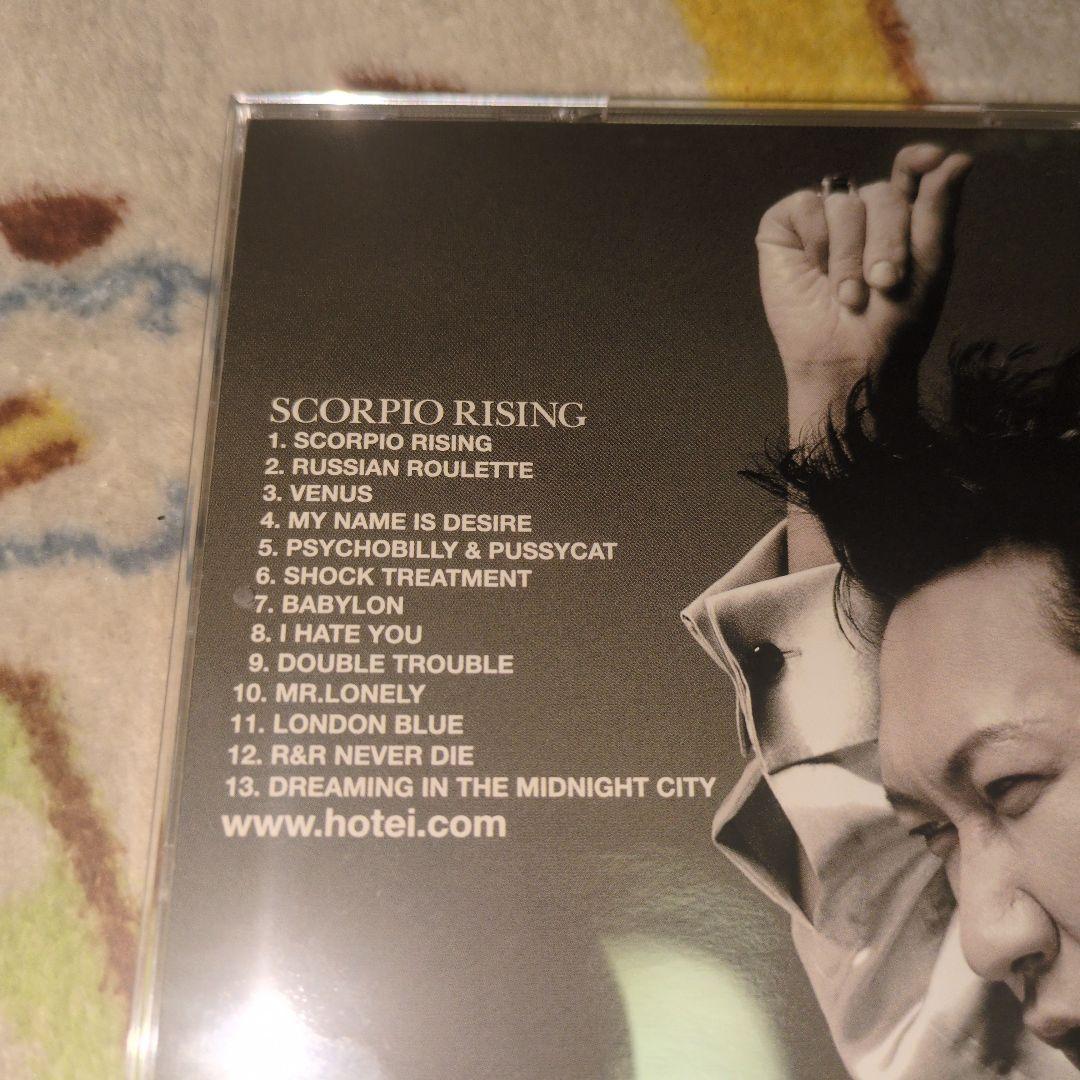 SCORPIO RISING
1. SCORPIO RISING
2. RUSSIAN ROULETTE
3. VENUS
4. MY NAME IS DESIRE
5. PSYCHOBILLY & PUSSYCAT
6. SHOCK TREATMENT
7. BABYLON
8. I HATE YOU
9. DOUBLE TROUBLE
10. MR.LONELY
11. LONDON BLUE
12. R&R NEVER DIE
13. DREAMING IN THE MIDNIGHT CITY
www.hotei.com